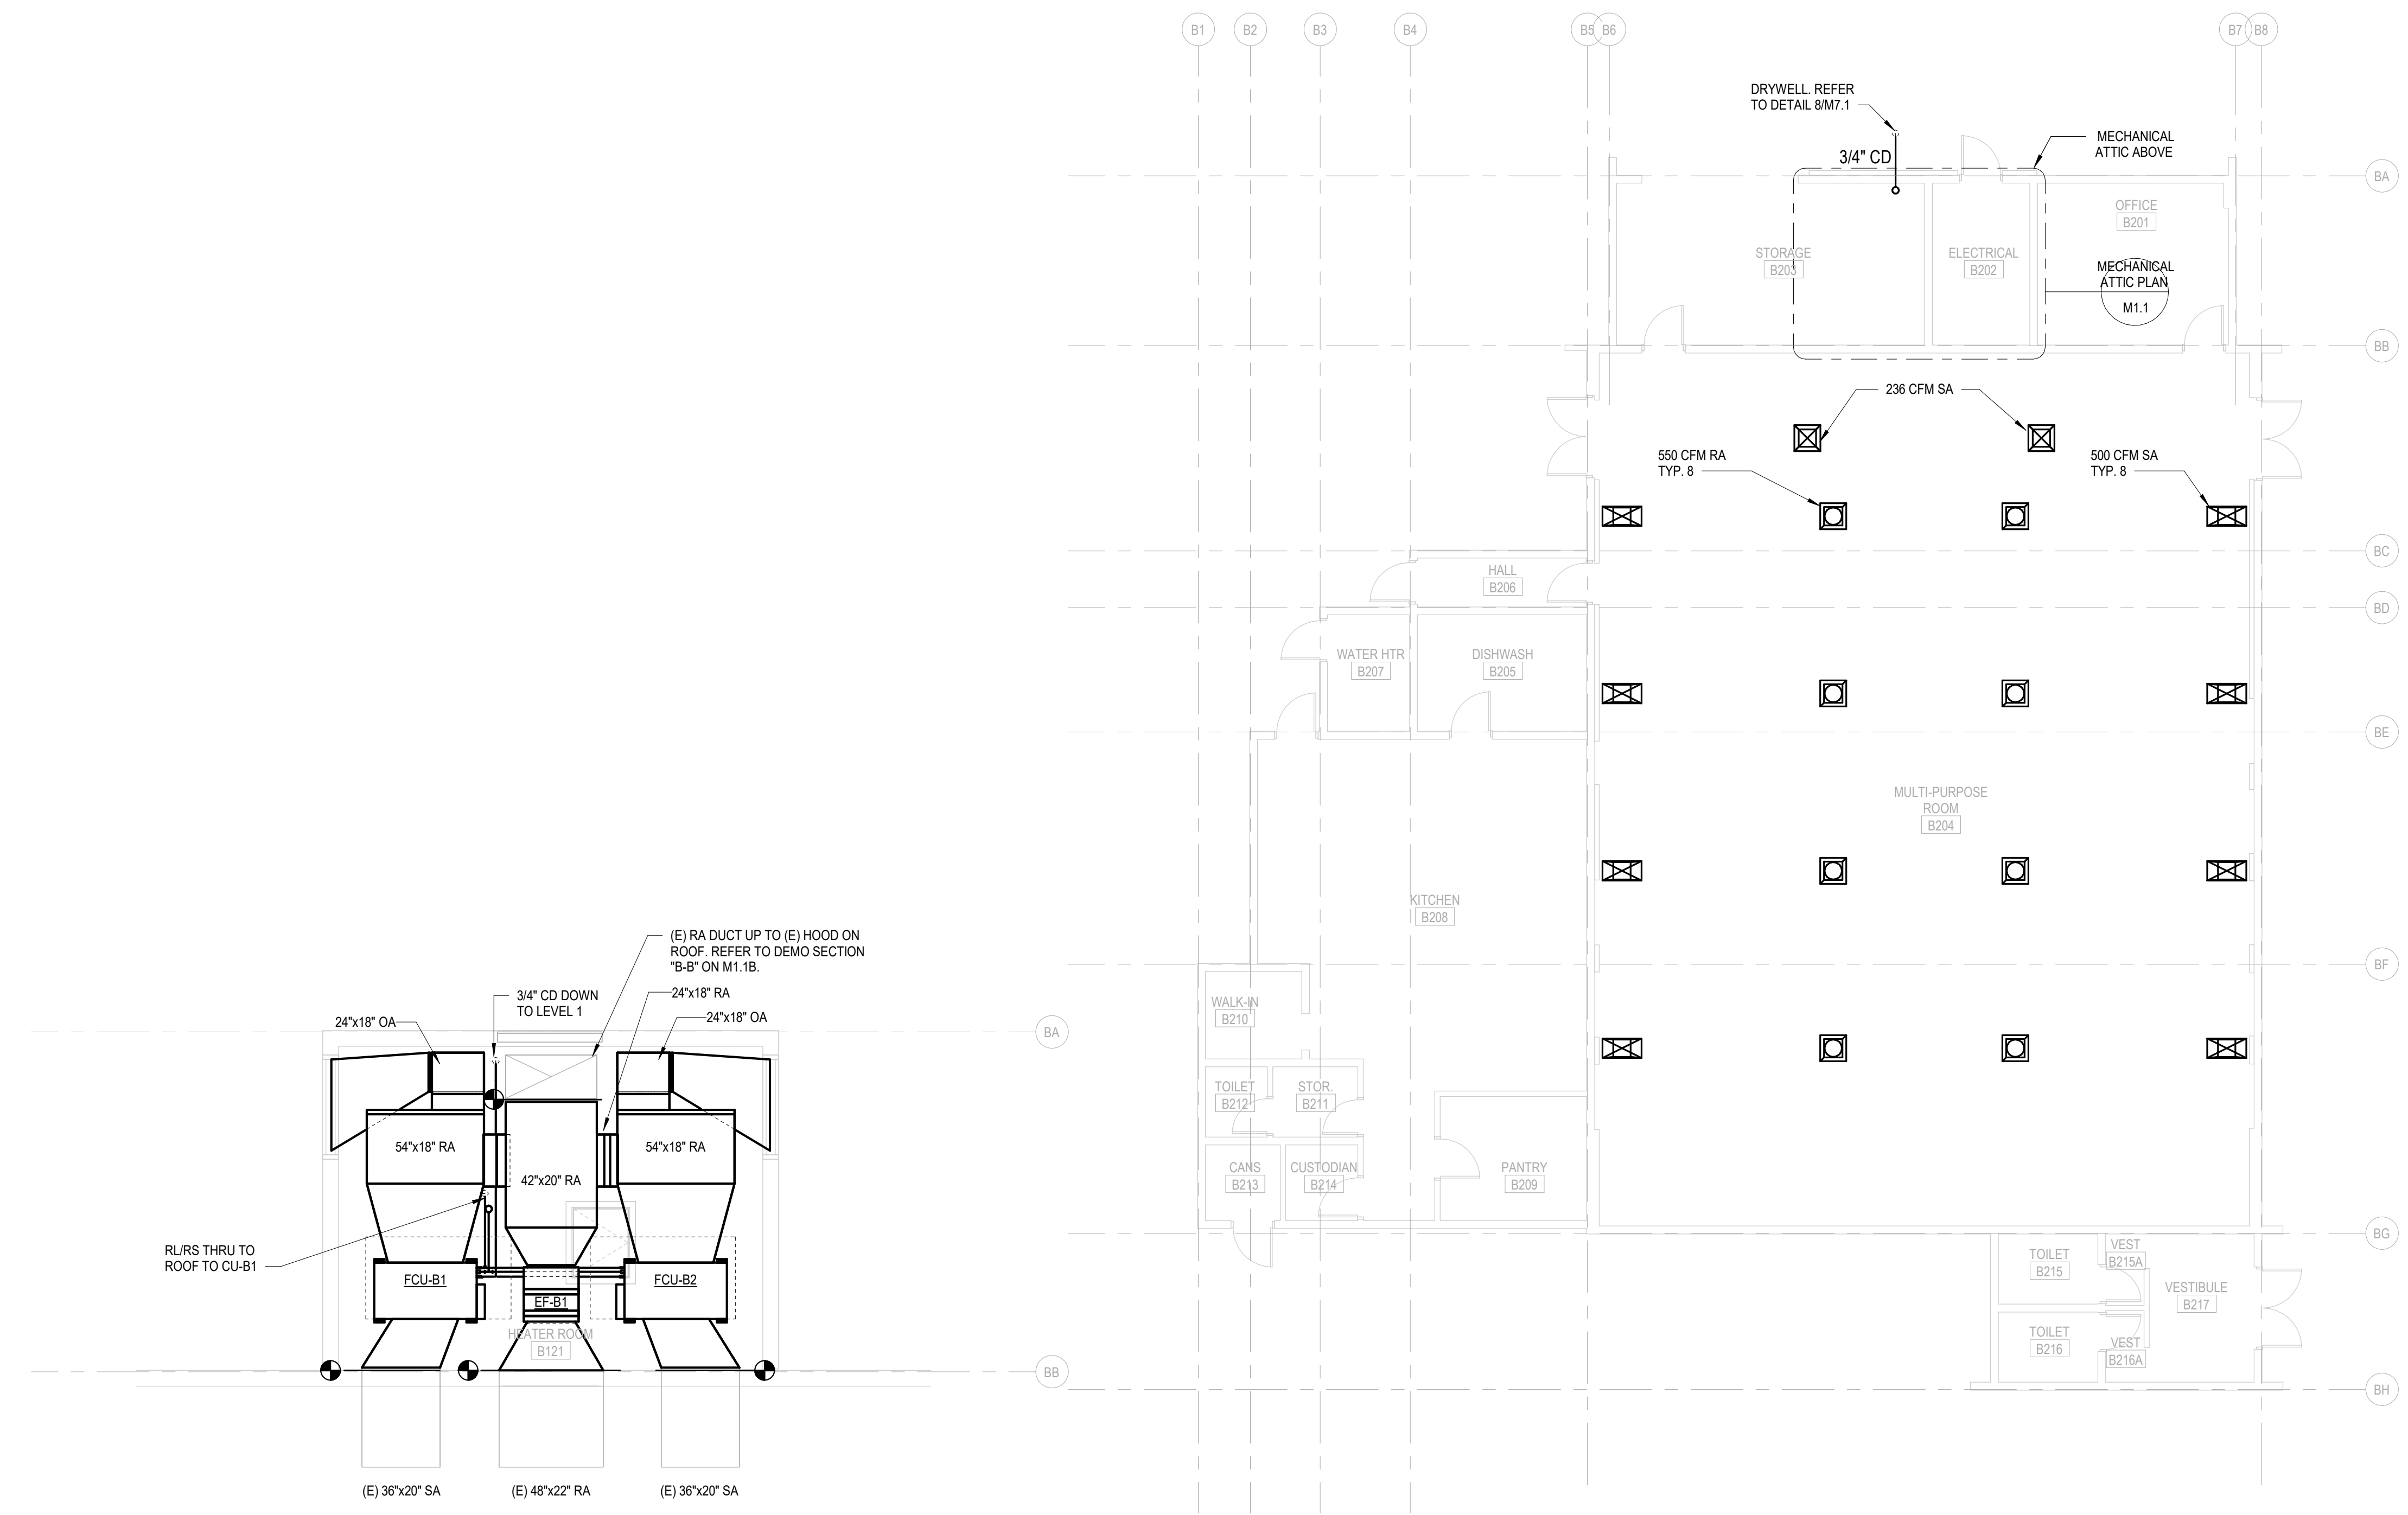 B1
B2
B3
B4
B5
B6
B7
B8
DRYWELL. REFER
TO DETAIL 8/M7.1
3/4" CD
MECHANICAL
ATTIC ABOVE
BA
OFFICE
B201
STORAGE
B203
ELECTRICAL
B202
MECHANICAL
ATTIC PLAN
M1.1
BB
236 CFM SA
550 CFM RA
TYP. 8
500 CFM SA
TYP. 8
BC
HALL
B206
BD
WATER HTR
B207
DISHWASH
B205
BE
MULTI-PURPOSE
ROOM
B204
KITCHEN
B208
BF
WALK-IN
B210
TOILET
B212
STOR.
B211
CANS
B213
CUSTODIAN
B214
PANTRY
B209
BG
TOILET
B215
VEST
B215A
VESTIBULE
B217
TOILET
B216
VEST
B216A
BH
(E) RA DUCT UP TO (E) HOOD ON
ROOF. REFER TO DEMO SECTION
"B-B" ON M1.1B.
3/4" CD DOWN
TO LEVEL 1
24"x18" RA
24"x18" OA
24"x18" OA
BA
54"x18" RA
42"x20" RA
54"x18" RA
RL/RS THRU TO
ROOF TO CU-B1
FCU-B1
EF-B1
FCU-B2
HEATER ROOM
B121
BB
(E) 36"x20" SA
(E) 48"x22" RA
(E) 36"x20" SA